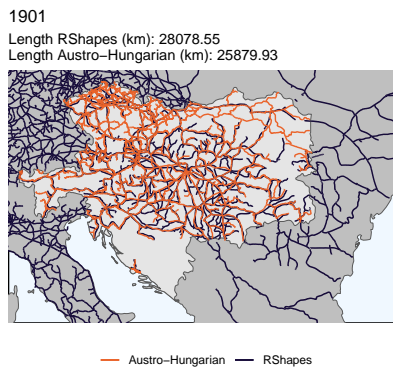 1901
Length RShapes (km): 28078.55
Length Austro−Hungarian (km): 25879.93
Austro−Hungarian
RShapes